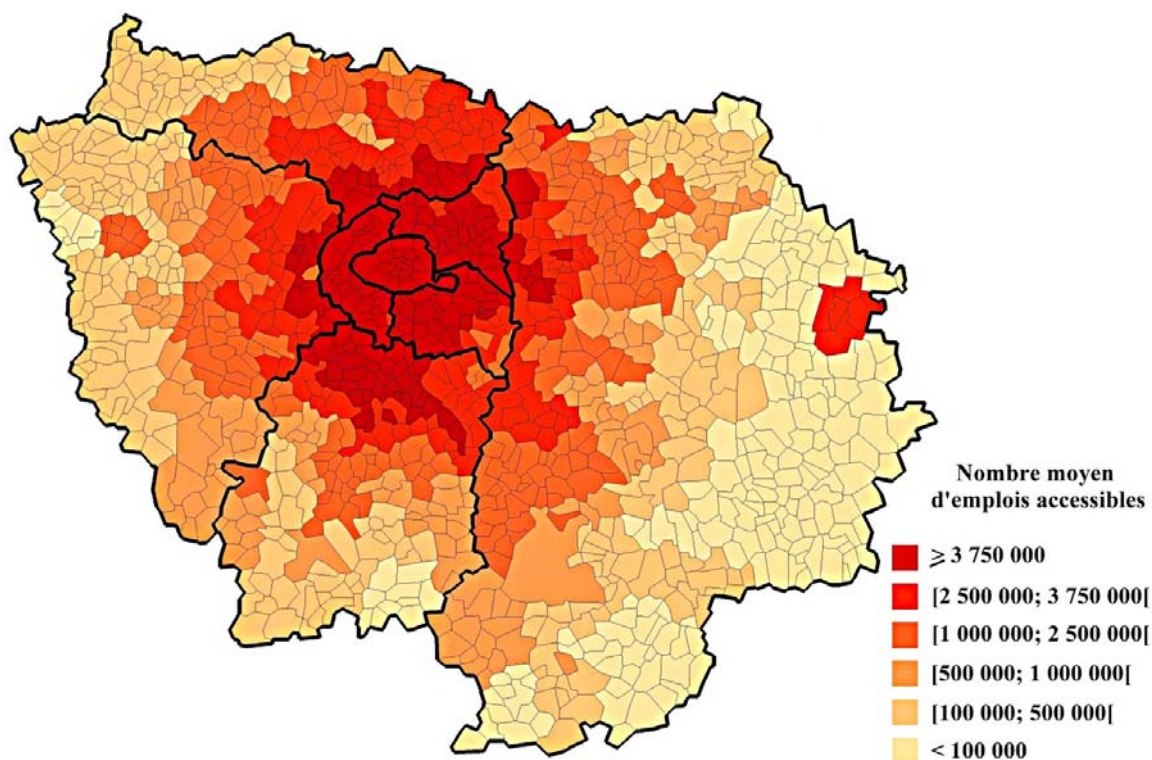 Nombre moyen
d'emplois accessibles
⩾ 3 750 000
[2 500 000; 3 750 000[
[1 000 000; 2 500 000[
[500 000; 1 000 000[
[100 000; 500 000[
< 100 000